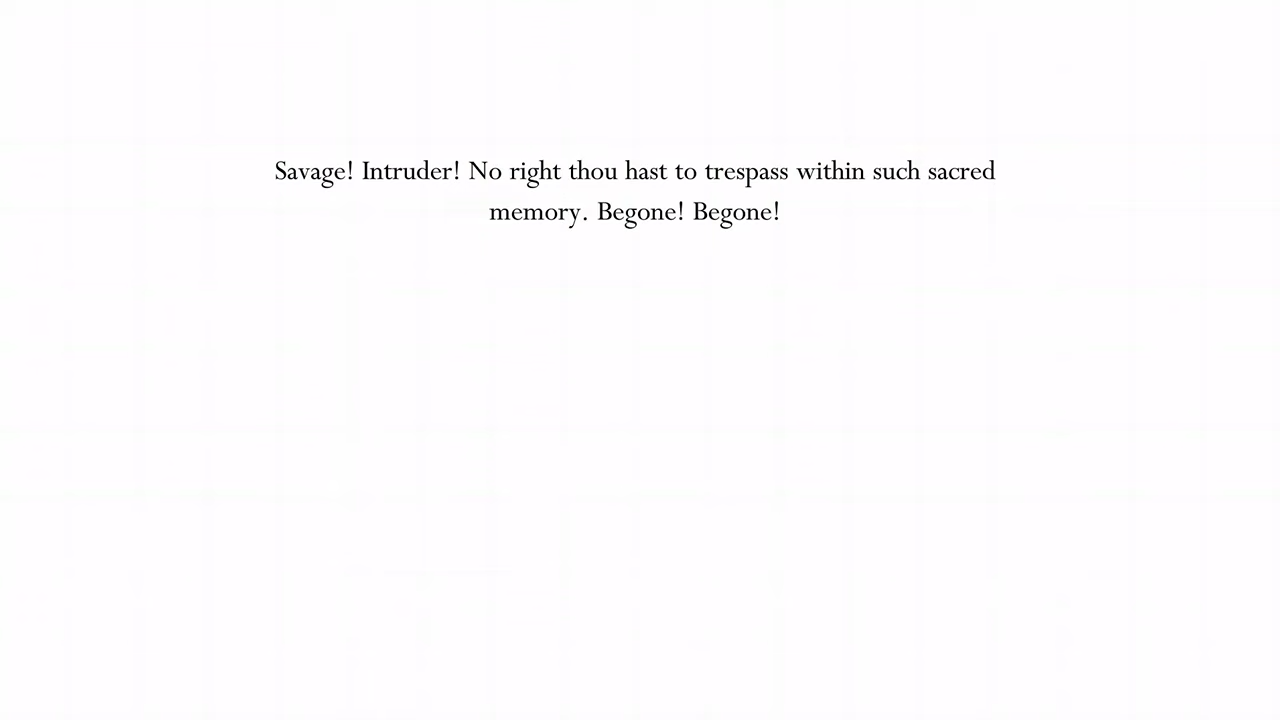 Savage! Intruder! No right thou hast to trespass within such sacred
memory. Begone! Begone!